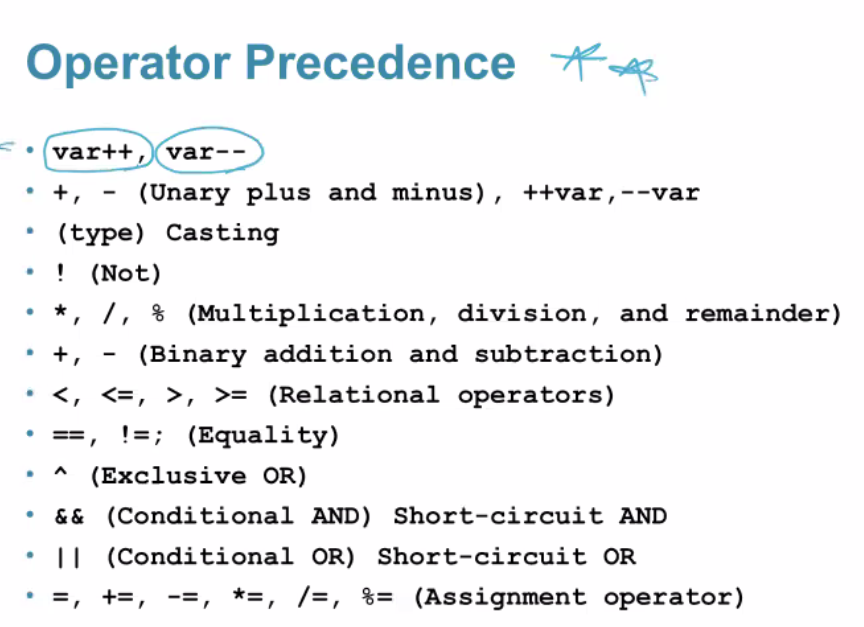 Operator Precedence
• var++, var--
• +, - (Unary plus and minus), ++var,--var
• (type) Casting
• ! (Not)
• *, /, % (Multiplication, division, and remainder)
• +, - (Binary addition and subtraction)
• <, <=, >, >= (Relational operators)
• ==, !=; (Equality)
• ^ (Exclusive OR)
• && (Conditional AND) Short-circuit AND
• || (Conditional OR) Short-circuit OR
• =, +=, -=, *=, /=, %= (Assignment operator)